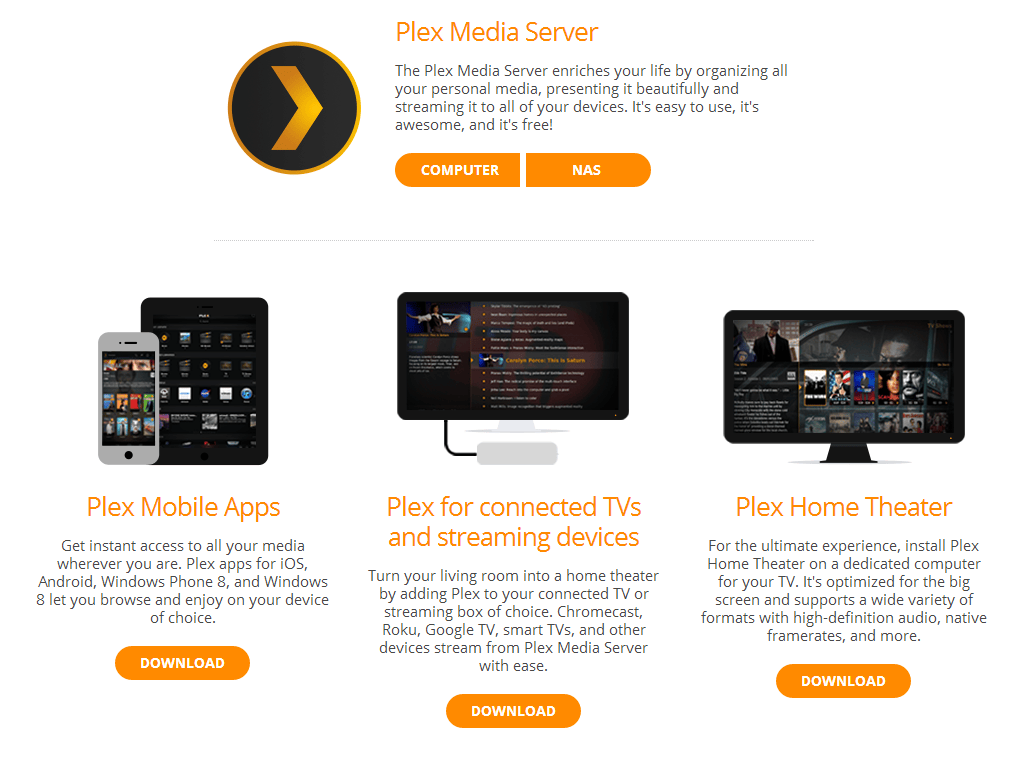 Plex Media Server
The Plex Media Server enriches your life by organizing all
your personal media, presenting it beautifully and
streaming it to all of your devices. It's easy to use, it's
awesome, and it's free!
COMPUTER
NAS
PLEX
Carolyn Porco: This is Saturn
TV Shows
Plex Mobile Apps
Get instant access to all your media
wherever you are. Plex apps for iOS,
Android, Windows Phone 8, and Windows
8 let you browse and enjoy on your device
of choice.
DOWNLOAD
Plex for connected TVs
and streaming devices
Turn your living room into a home theater
by adding Plex to your connected TV or
streaming box of choice. Chromecast,
Roku, Google TV, smart TVs, and other
devices stream from Plex Media Server
with ease.
DOWNLOAD
Plex Home Theater
For the ultimate experience, install Plex
Home Theater on a dedicated computer
for your TV. It's optimized for the big
screen and supports a wide variety of
formats with high-definition audio, native
framerates, and more.
DOWNLOAD